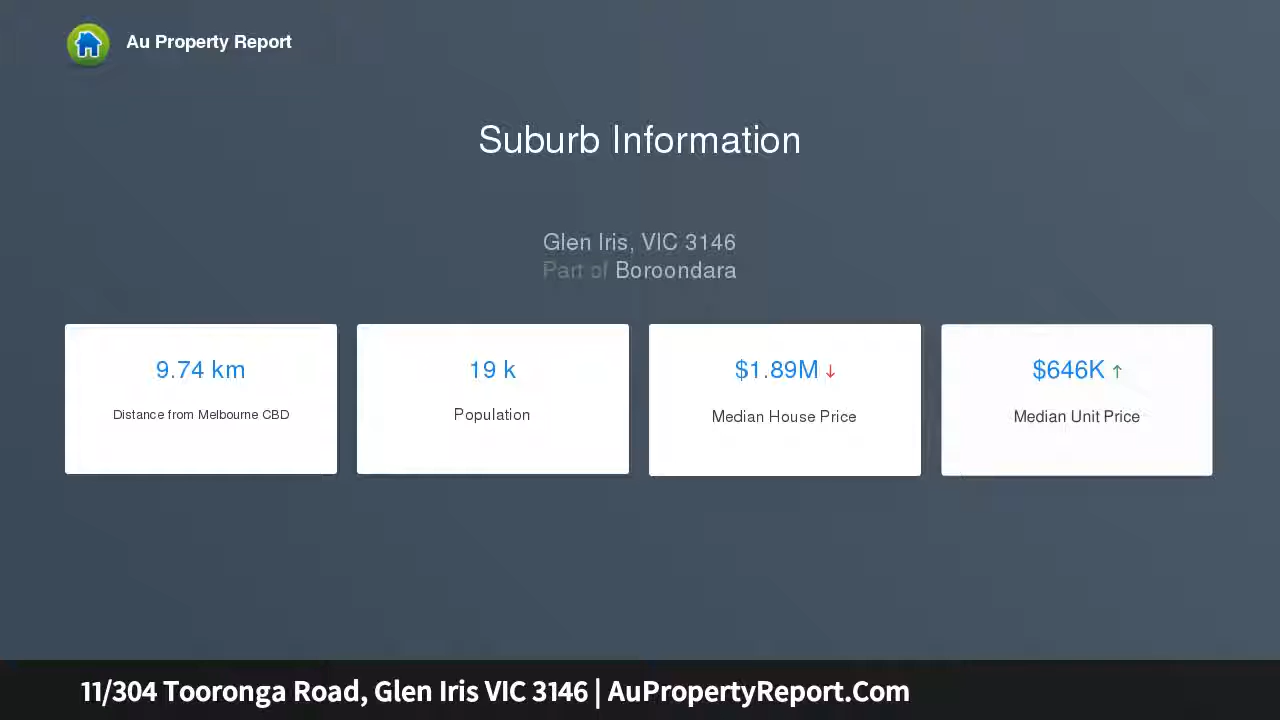 Au Property Report
Suburb Information
Glen Iris, VIC 3146
Part of Boroondara
9.74 km
Distance from Melbourne CBD
19 k
Population
$1.89M ↓
Median House Price
$646K ↑
Median Unit Price
11/304 Tooronga Road, Glen Iris VIC 3146 | AuPropertyReport.Com